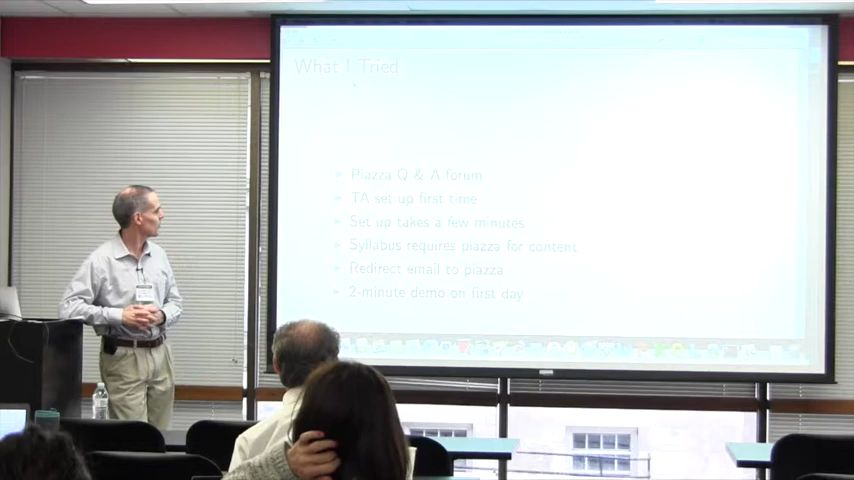 What I Tried
Piazza Q & A forum
TA set up first time
Set up takes a few minutes
Syllabus requires piazza for content
Redirect email to piazza
2-minute demo on first day